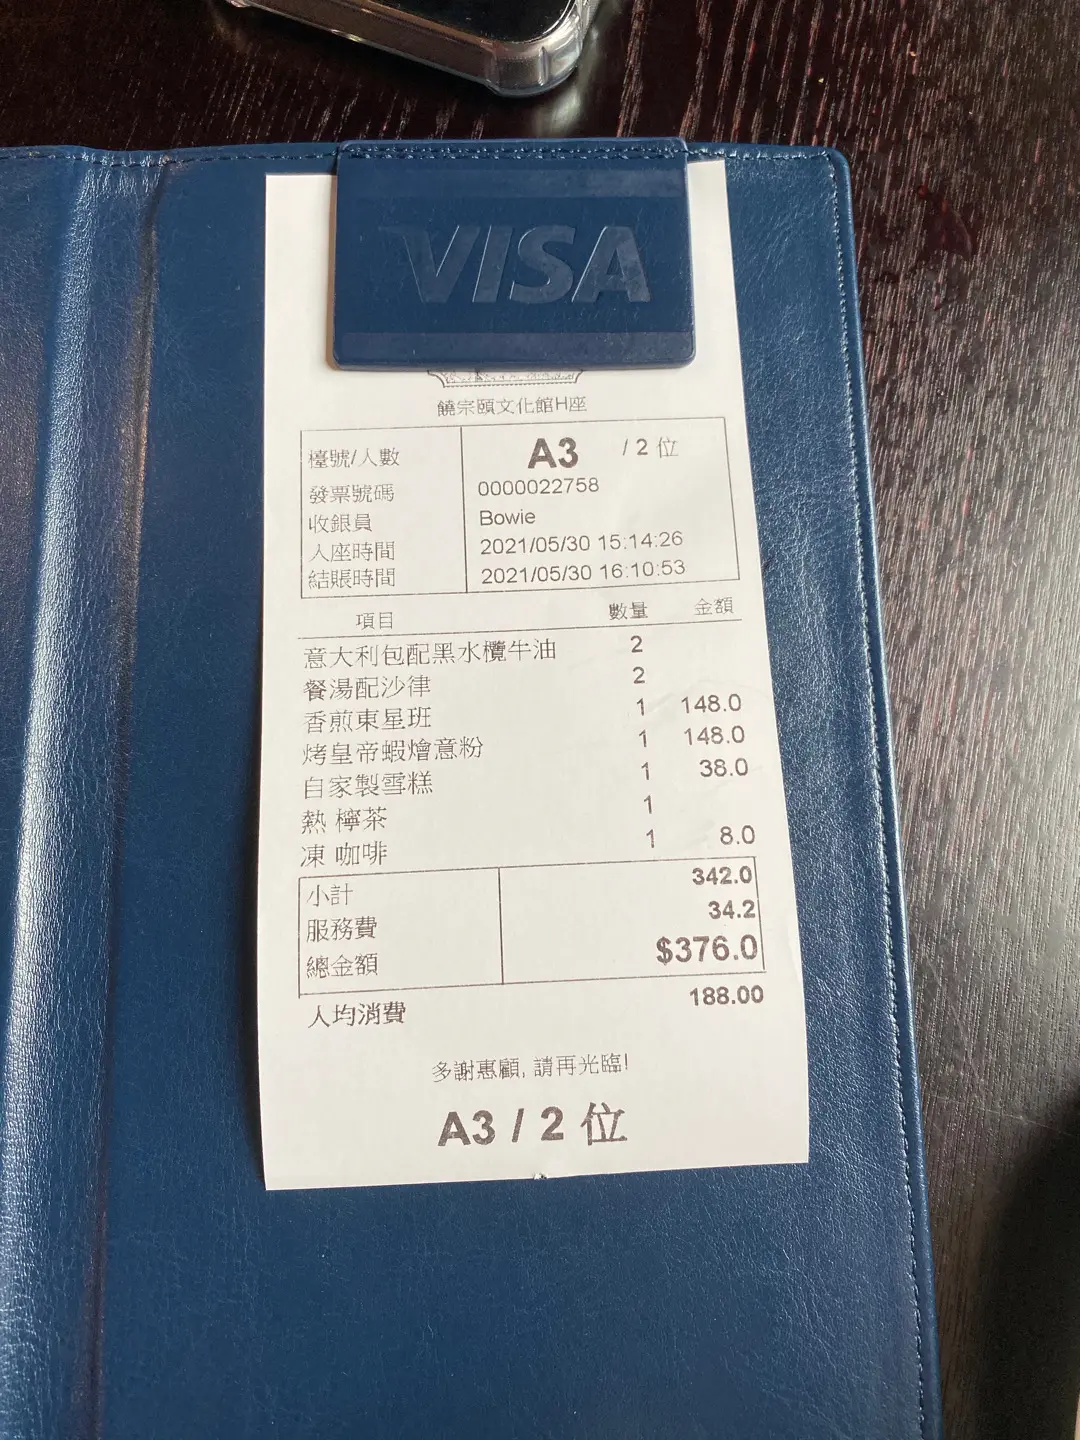 VISA
饒宗頤文化館H座
檯號/人數 A3 / 2 位
發票號碼 0000022758
收銀員 Bowie
入座時間 2021/05/30 15:14:26
結賬時間 2021/05/30 16:10:53
項目 數量 金額
意大利包配黑水欖牛油 2
餐湯配沙律 2
香煎東星班 1 148.0
烤皇帝蝦燴意粉 1 148.0
自家製雪糕 1 38.0
熱 檸茶 1
凍 咖啡 1 8.0
小計 342.0
服務費 34.2
總金額 $376.0
人均消費 188.00
多謝惠顧, 請再光臨!
A3 / 2 位